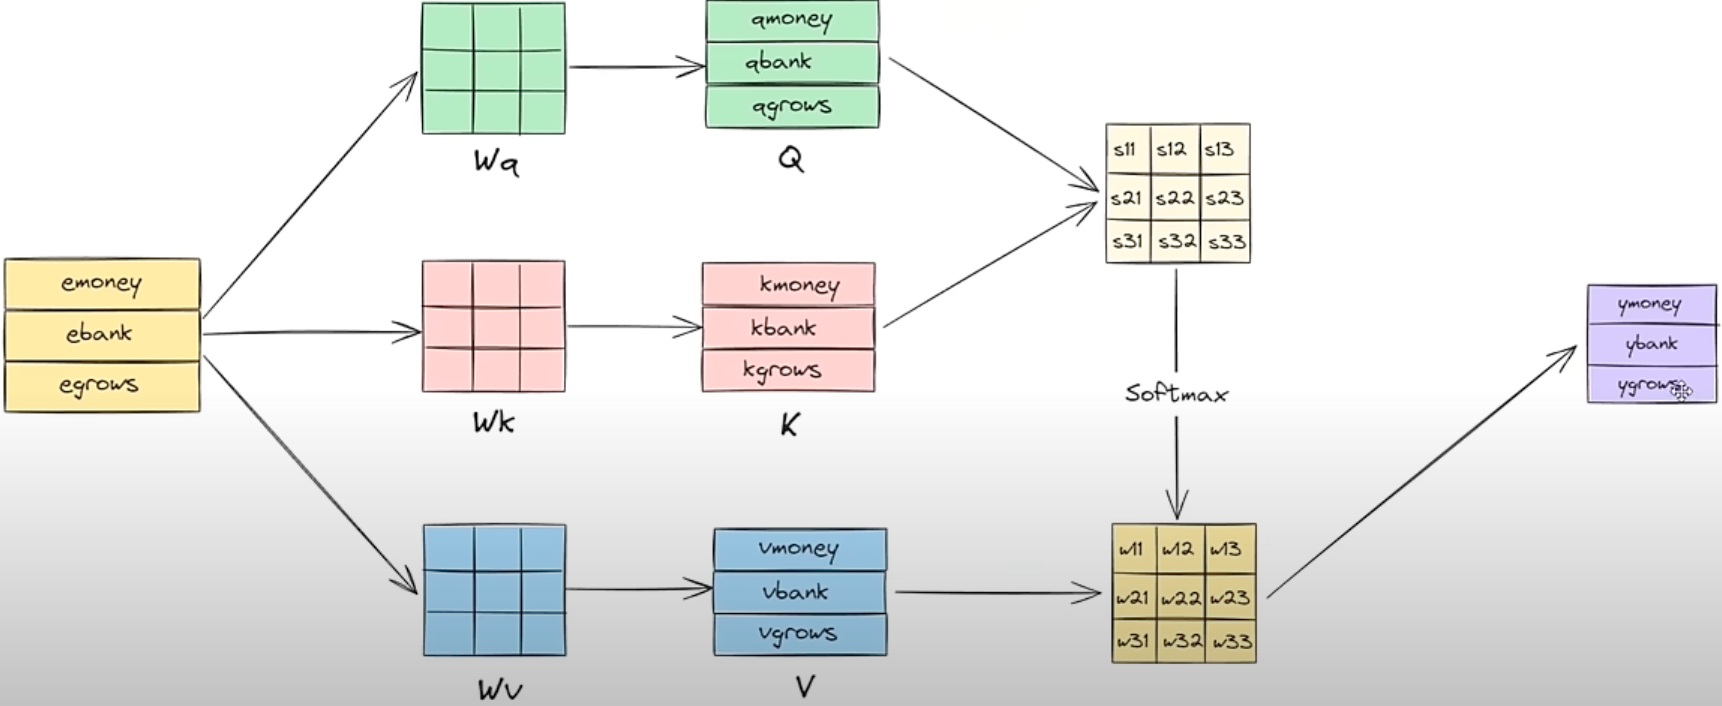 qmoney
qbank
qgrows
Wq
Q
s11 s12 s13
s21 s22 s23
s31 s32 s33
emoney
ebank
egrows
kmoney
kbank
kgrows
Wk
K
Softmax
ymoney
ybank
ygrows
vmoney
vbank
vgrows
Wv
V
w11 w12 w13
w21 w22 w23
w31 w32 w33